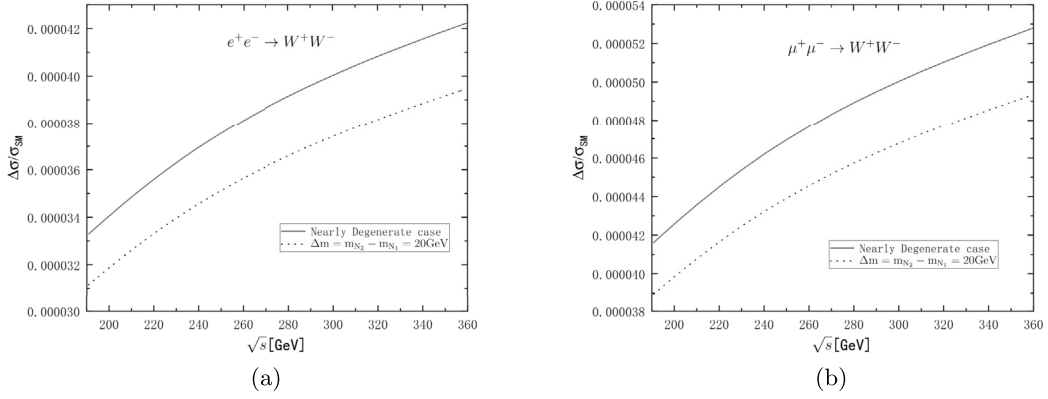 0.000042
0.000040
0.000038
0.000036
0.000034
0.000032
0.000030
Δσ/σSM
e⁺e⁻ → W⁺W⁻
Nearly Degenerate case
Δm = mN₂ − mN₁ = 20GeV
200 220 240 260 280 300 320 340 360
√s[GeV]
(a)
0.000054
0.000052
0.000050
0.000048
0.000046
0.000044
0.000042
0.000040
0.000038
Δσ/σSM
μ⁺μ⁻ → W⁺W⁻
Nearly Degenerate case
Δm = mN₂ − mN₁ = 20GeV
200 220 240 260 280 300 320 340 360
√s[GeV]
(b)